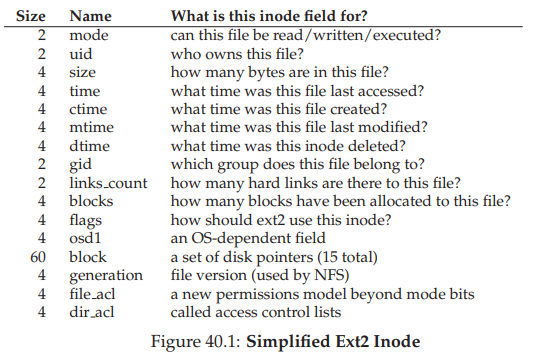 Size Name What is this inode field for?
2 mode can this file be read/written/executed?
2 uid who owns this file?
4 size how many bytes are in this file?
4 time what time was this file last accessed?
4 ctime what time was this file created?
4 mtime what time was this file last modified?
4 dtime what time was this inode deleted?
2 gid which group does this file belong to?
2 links_count how many hard links are there to this file?
4 blocks how many blocks have been allocated to this file?
4 flags how should ext2 use this inode?
4 osd1 an OS-dependent field
60 block a set of disk pointers (15 total)
4 generation file version (used by NFS)
4 file_acl a new permissions model beyond mode bits
4 dir_acl called access control lists
Figure 40.1: Simplified Ext2 Inode